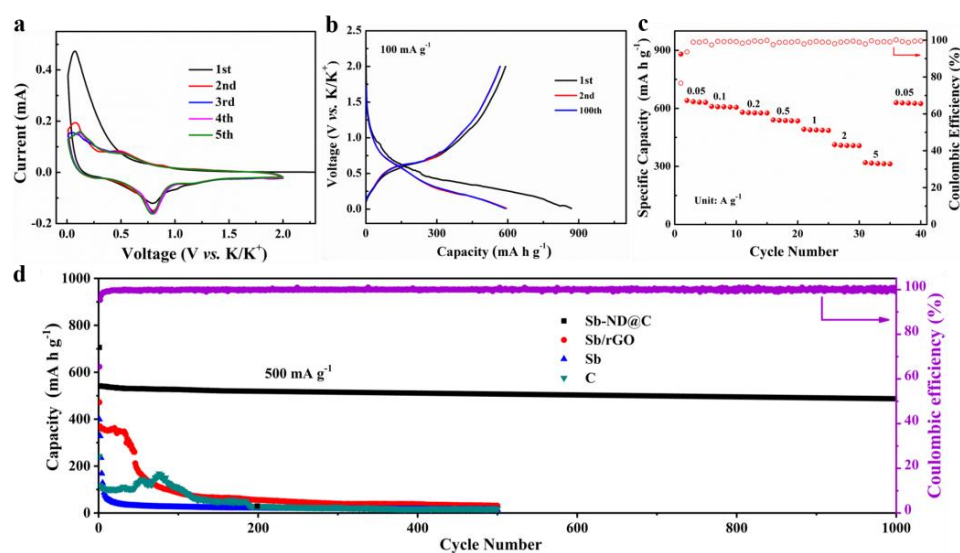 a
0.4
0.2
0.0
-0.2
Current (mA)
1st
2nd
3rd
4th
5th
0.0 0.5 1.0 1.5 2.0
Voltage (V vs. K/K+)
b
100 mA g-1
2.5
2.0
1.5
1.0
0.5
0.0
Voltage (V vs. K/K+)
1st
2nd
100th
0 300 600 900
Capacity (mA h g-1)
c
900
600
300
0
Specific Capacity (mA h g-1)
0.05 0.1 0.2 0.5 1 2 5 0.05
Unit: A g-1
100
80
60
40
20
0
Coulombic Efficiency (%)
0 10 20 30 40
Cycle Number
d
1000
800
600
400
200
0
Capacity (mA h g-1)
500 mA g-1
Sb-ND@C
Sb/rGO
Sb
C
100
80
60
40
20
0
Coulombic efficiency (%)
0 200 400 600 800 1000
Cycle Number